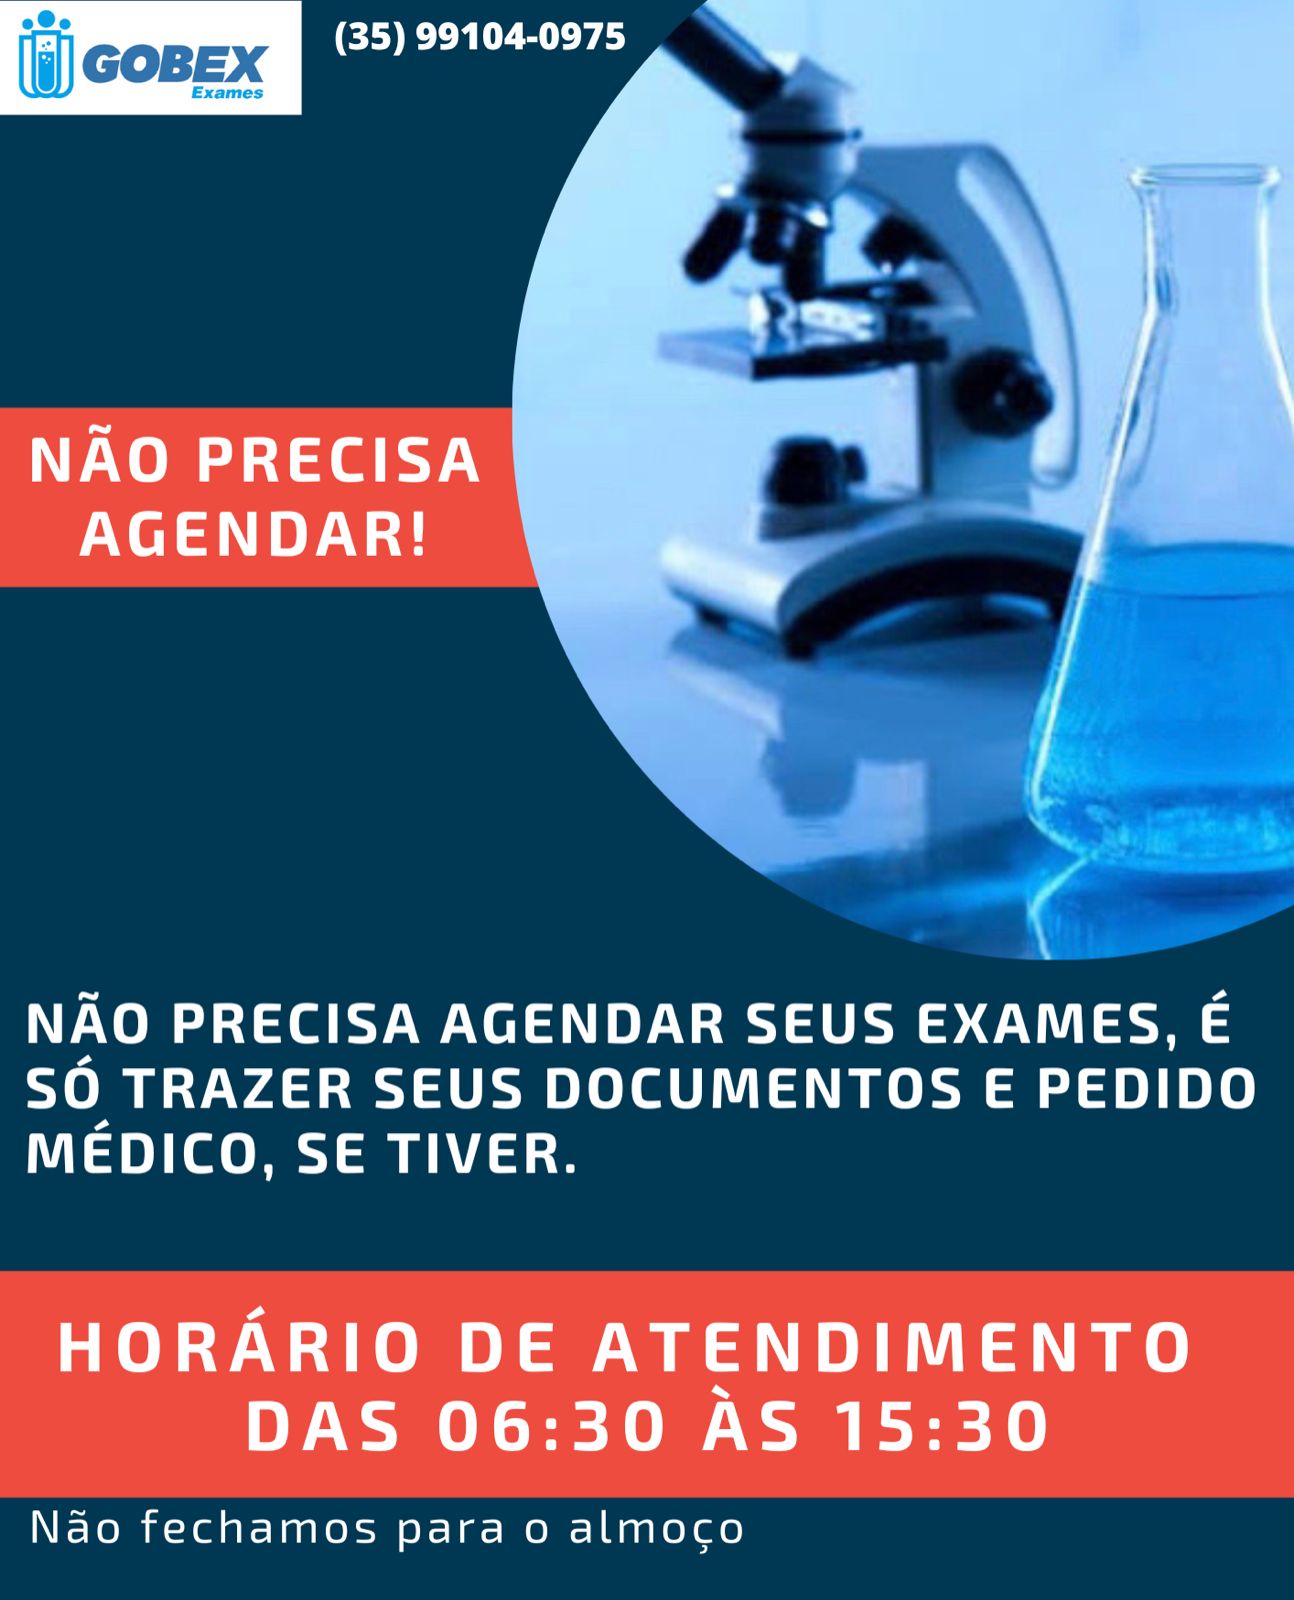 GOBEX
Exames
(35) 99104-0975
NÃO PRECISA
AGENDAR!
NÃO PRECISA AGENDAR SEUS EXAMES, É
SÓ TRAZER SEUS DOCUMENTOS E PEDIDO
MÉDICO, SE TIVER.
HORÁRIO DE ATENDIMENTO
DAS 06:30 ÀS 15:30
Não fechamos para o almoço